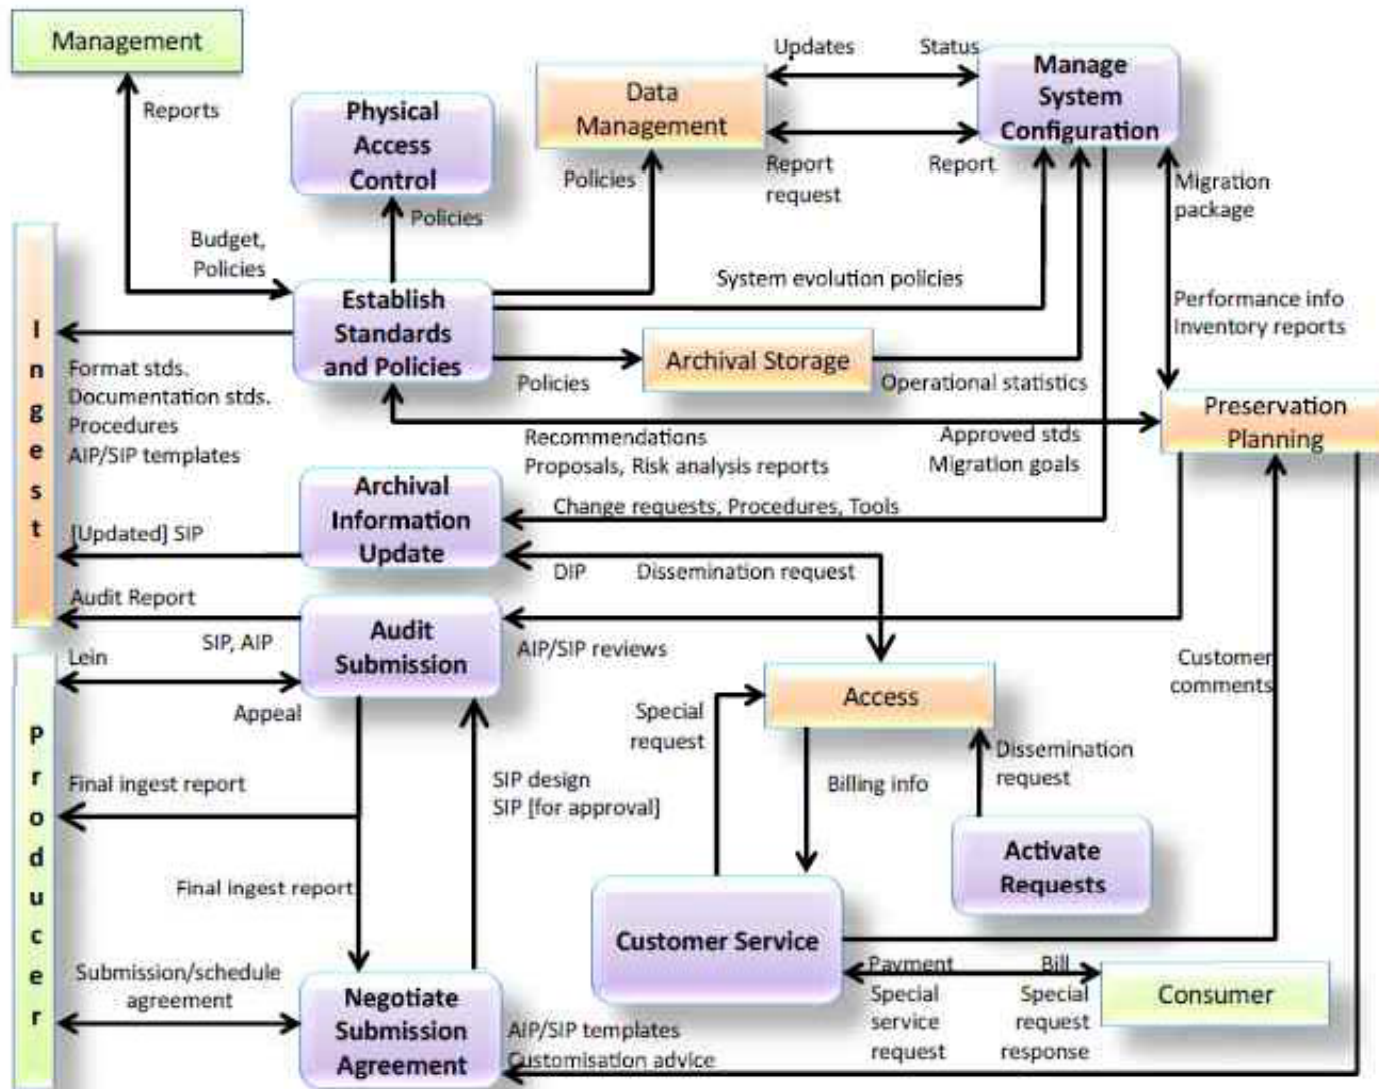 Management
Updates
Status
Manage
System
Configuration
Data
Management
Reports
Physical
Access
Control
Report
request
Report
Policies
Migration
package
Policies
Budget,
Policies
System evolution policies
Establish
Standards
and Policies
Performance info
Inventory reports
Ingest
Archival Storage
Policies
Operational statistics
Format stds.
Documentation stds.
Procedures
AIP/SIP templates
Preservation
Planning
Recommendations
Proposals, Risk analysis reports
Approved stds
Migration goals
Archival
Information
Update
Change requests, Procedures, Tools
[Updated] SIP
DIP
Dissemination request
Audit Report
SIP, AIP
Audit
Submission
AIP/SIP reviews
Lein
Appeal
Customer
comments
Access
Special
request
Producer
Dissemination
request
Final ingest report
SIP design
SIP [for approval]
Billing info
Activate
Requests
Final ingest report
Customer Service
Submission/schedule
agreement
Payment
Special
service
request
Bill
Special
request
response
Consumer
Negotiate
Submission
Agreement
AIP/SIP templates
Customisation advice